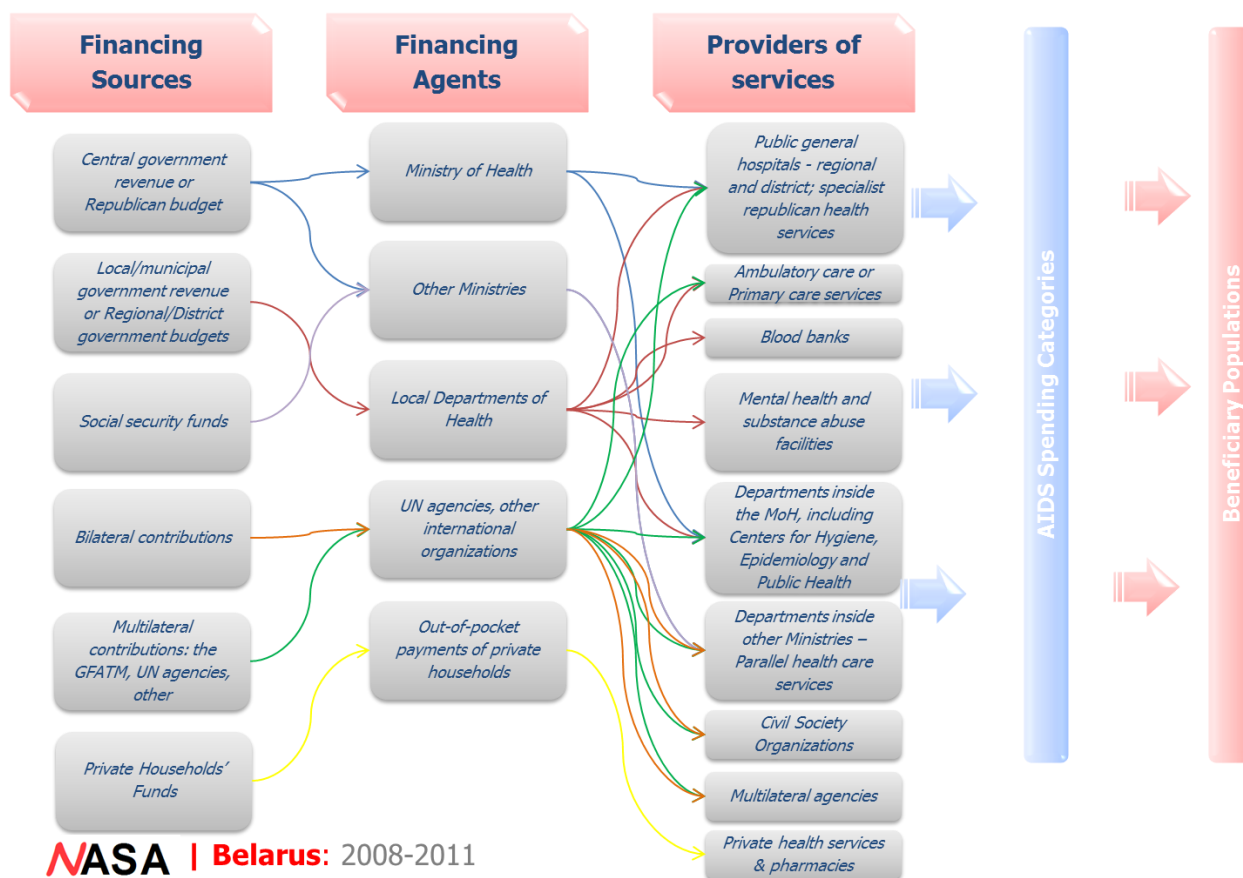 Financing
Sources
Financing
Agents
Providers of
services
Central government
revenue or
Republican budget
Local/municipal
government revenue
or Regional/District
government budgets
Social security funds
Bilateral contributions
Multilateral
contributions: the
GFATM, UN agencies,
other
Private Households’
Funds
Ministry of Health
Other Ministries
Local Departments of
Health
UN agencies, other
international
organizations
Out-of-pocket
payments of private
households
Public general
hospitals - regional
and district; specialist
republican health
services
Ambulatory care or
Primary care services
Blood banks
Mental health and
substance abuse
facilities
Departments inside
the MoH, including
Centers for Hygiene,
Epidemiology and
Public Health
Departments inside
other Ministries –
Parallel health care
services
Civil Society
Organizations
Multilateral agencies
Private health services
& pharmacies
AIDS Spending Categories
Beneficiary Populations
NASA | Belarus: 2008-2011